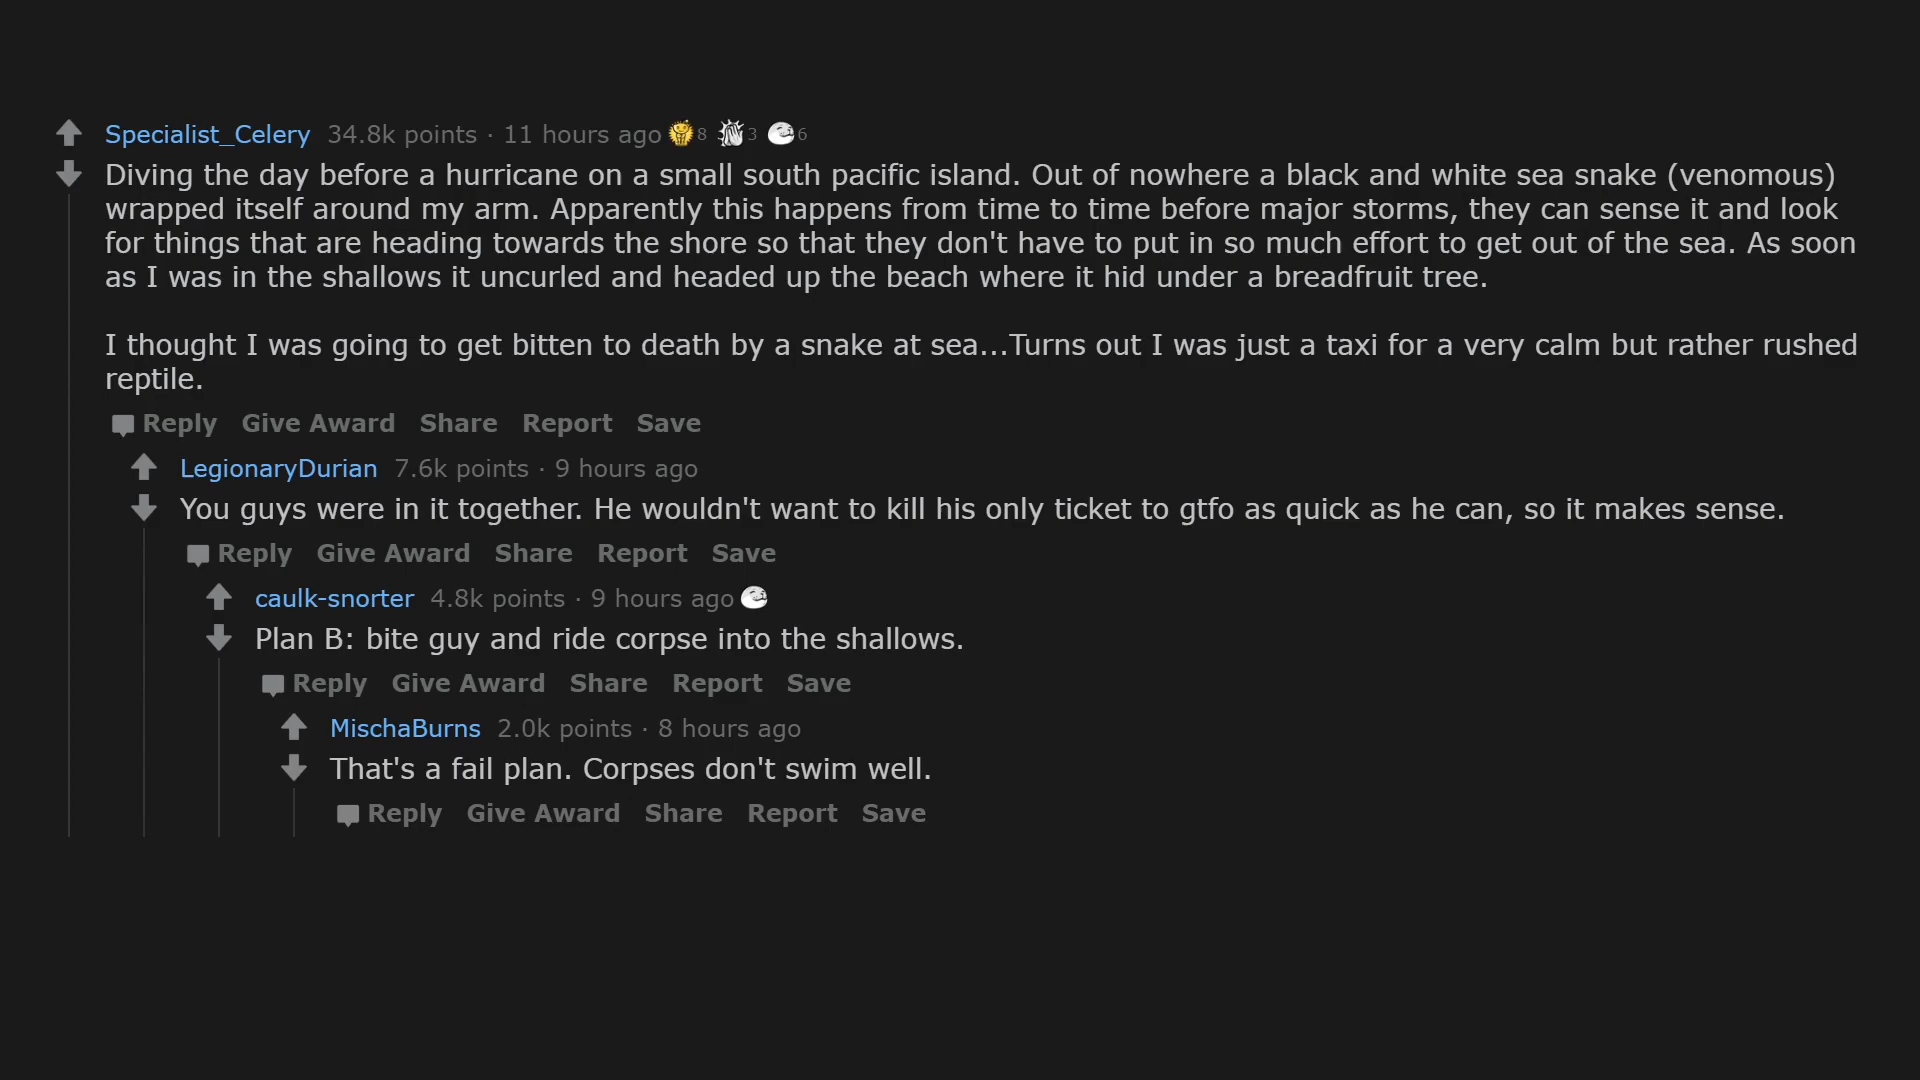 Specialist_Celery 34.8k points · 11 hours ago 8 3 6
Diving the day before a hurricane on a small south pacific island. Out of nowhere a black and white sea snake (venomous)
wrapped itself around my arm. Apparently this happens from time to time before major storms, they can sense it and look
for things that are heading towards the shore so that they don't have to put in so much effort to get out of the sea. As soon
as I was in the shallows it uncurled and headed up the beach where it hid under a breadfruit tree.
I thought I was going to get bitten to death by a snake at sea...Turns out I was just a taxi for a very calm but rather rushed
reptile.
Reply Give Award Share Report Save
LegionaryDurian 7.6k points · 9 hours ago
You guys were in it together. He wouldn't want to kill his only ticket to gtfo as quick as he can, so it makes sense.
Reply Give Award Share Report Save
caulk-snorter 4.8k points · 9 hours ago
Plan B: bite guy and ride corpse into the shallows.
Reply Give Award Share Report Save
MischaBurns 2.0k points · 8 hours ago
That's a fail plan. Corpses don't swim well.
Reply Give Award Share Report Save